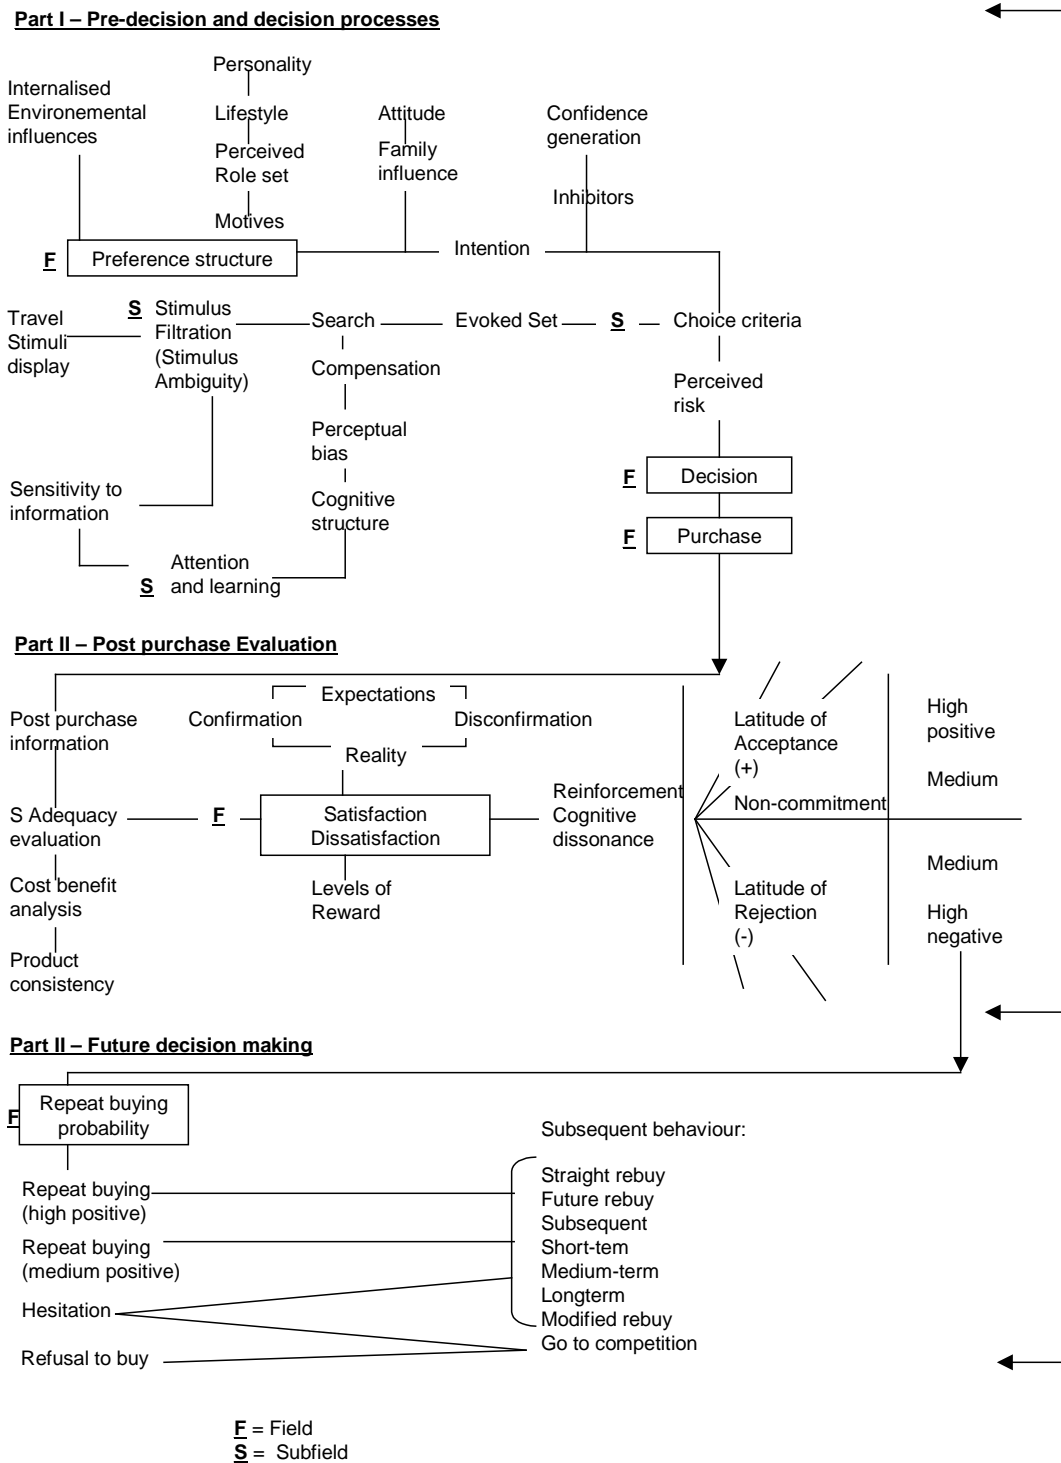 Part I – Pre-decision and decision processes
Personality
Internalised
Environemental
influences
Lifestyle
Attitude
Confidence
generation
Perceived
Role set
Family
influence
Inhibitors
Motives
F
Preference structure
Intention
Travel
Stimuli
display
S
Stimulus
Filtration
(Stimulus
Ambiguity)
Search
Evoked Set
S
Choice criteria
Compensation
Perceived
risk
Perceptual
bias
F
Decision
Sensitivity to
information
Cognitive
structure
F
Purchase
S
Attention
and learning
Part II – Post purchase Evaluation
Expectations
Post purchase
information
Confirmation
Disconfirmation
Reality
Latitude of
Acceptance
(+)
High
positive
Medium
S Adequacy
evaluation
F
Satisfaction
Dissatisfaction
Reinforcement
Cognitive
dissonance
Non-commitment
Medium
Cost benefit
analysis
Levels of
Reward
Latitude of
Rejection
(-)
High
negative
Product
consistency
Part II – Future decision making
F
Repeat buying
probability
Subsequent behaviour:
Repeat buying
(high positive)
Repeat buying
(medium positive)
Hesitation
Refusal to buy
Straight rebuy
Future rebuy
Subsequent
Short-tem
Medium-term
Longterm
Modified rebuy
Go to competition
F = Field
S = Subfield